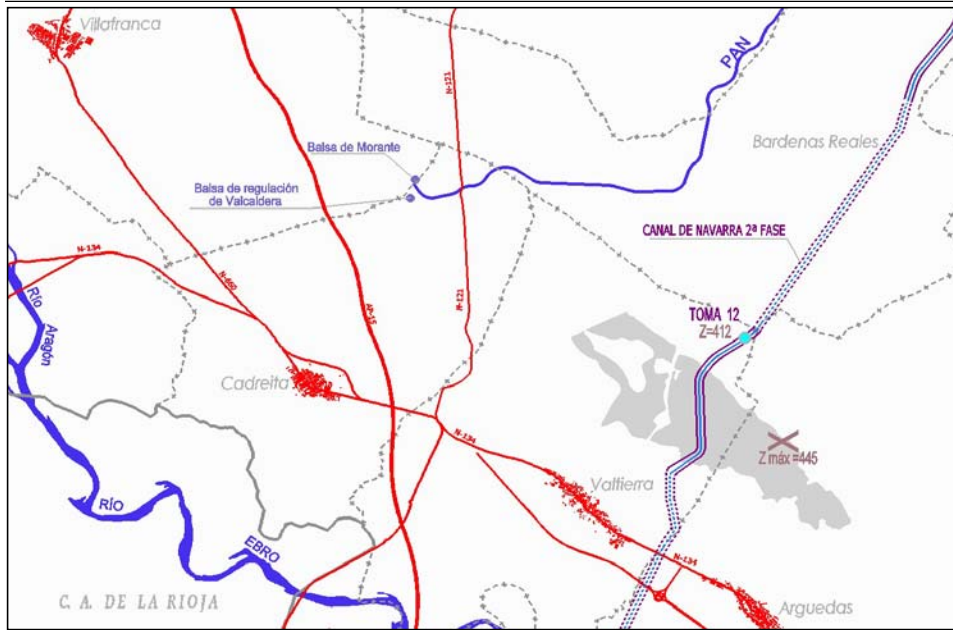 Villafranca
PAN
N-121
Bardenas Reales
Balsa de Morante
Balsa de regulación
de Valcaldera
CANAL DE NAVARRA 2ª FASE
N-134
Río
Aragón
N-660
AP-15
N-121
TOMA 12
Z=412
Cadreita
N-134
Z máx =445
Valtierra
RÍO
EBRO
N-134
C. A. DE LA RIOJA
Arguedas